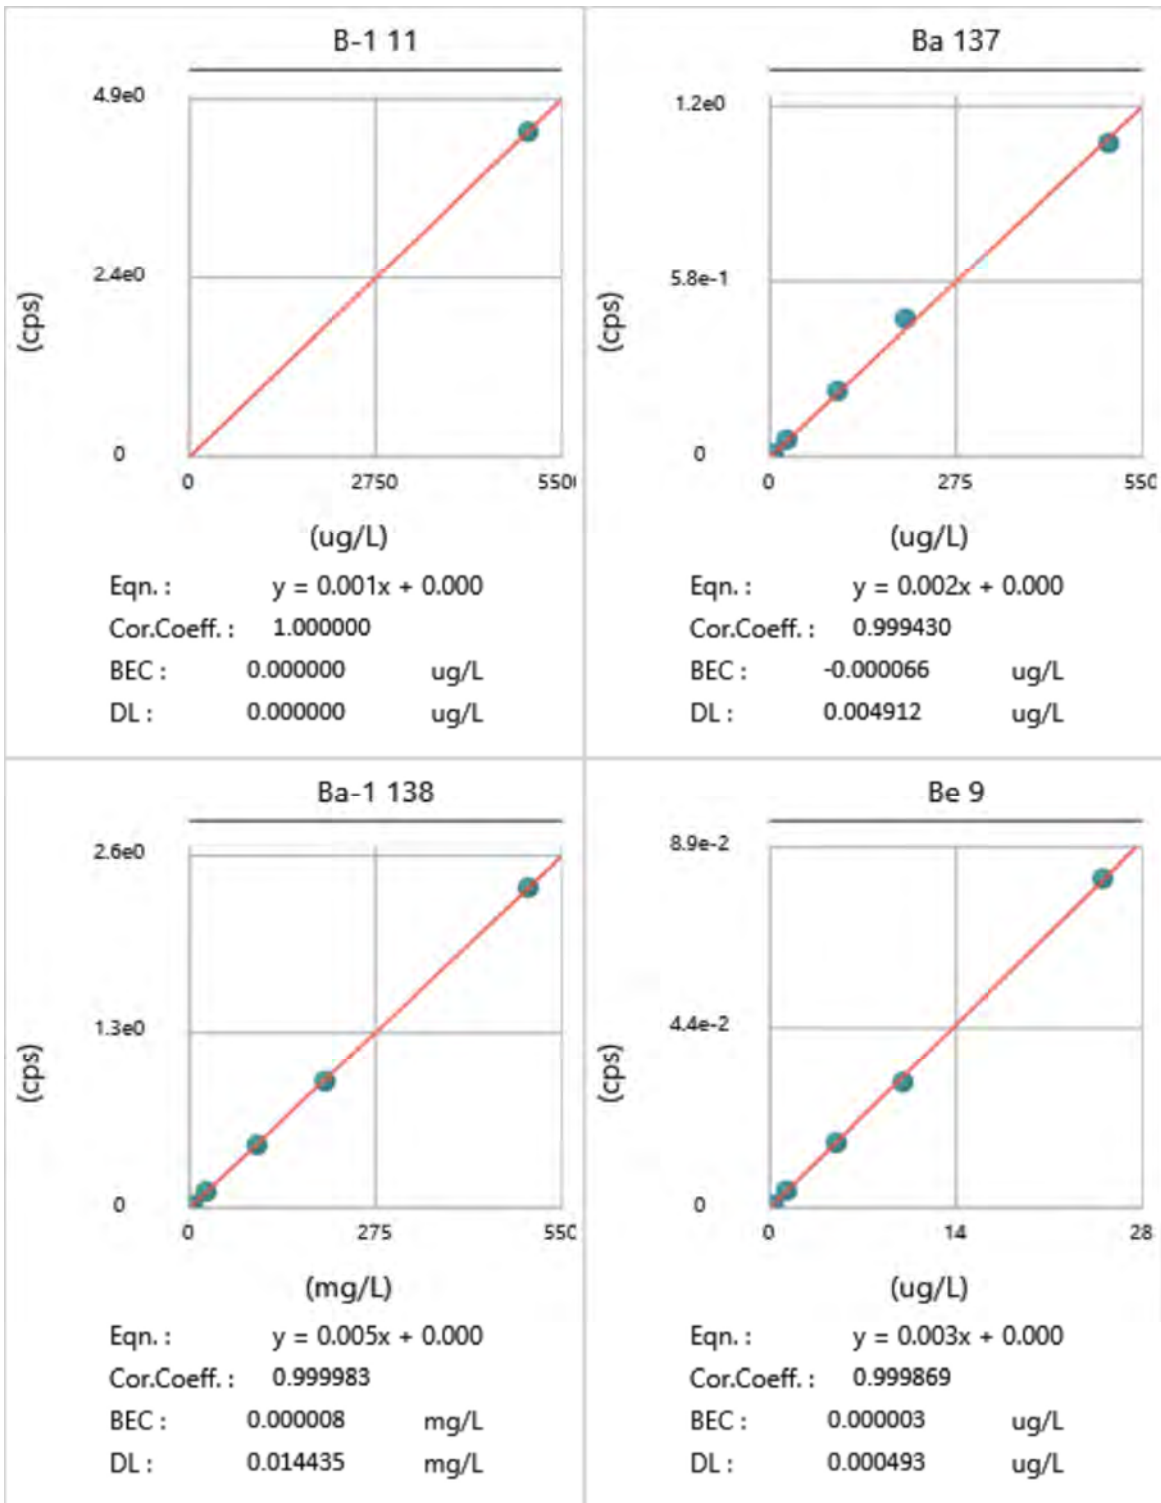 B-1 11
4.9e0
2.4e0
0
(cps)
0 2750 550
(ug/L)
Eqn. : y = 0.001x + 0.000
Cor.Coeff. : 1.000000
BEC : 0.000000 ug/L
DL : 0.000000 ug/L
Ba 137
1.2e0
5.8e-1
0
(cps)
0 275 550
(ug/L)
Eqn. : y = 0.002x + 0.000
Cor.Coeff. : 0.999430
BEC : -0.000066 ug/L
DL : 0.004912 ug/L
Ba-1 138
2.6e0
1.3e0
0
(cps)
0 275 550
(mg/L)
Eqn. : y = 0.005x + 0.000
Cor.Coeff. : 0.999983
BEC : 0.000008 mg/L
DL : 0.014435 mg/L
Be 9
8.9e-2
4.4e-2
0
(cps)
0 14 28
(ug/L)
Eqn. : y = 0.003x + 0.000
Cor.Coeff. : 0.999869
BEC : 0.000003 ug/L
DL : 0.000493 ug/L